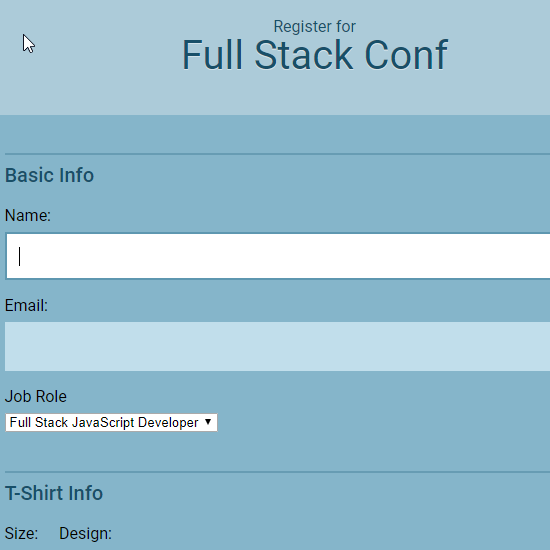 Register for
Full Stack Conf
Basic Info
Name:
Email:
Job Role
Full Stack JavaScript Developer
T-Shirt Info
Size: Design: